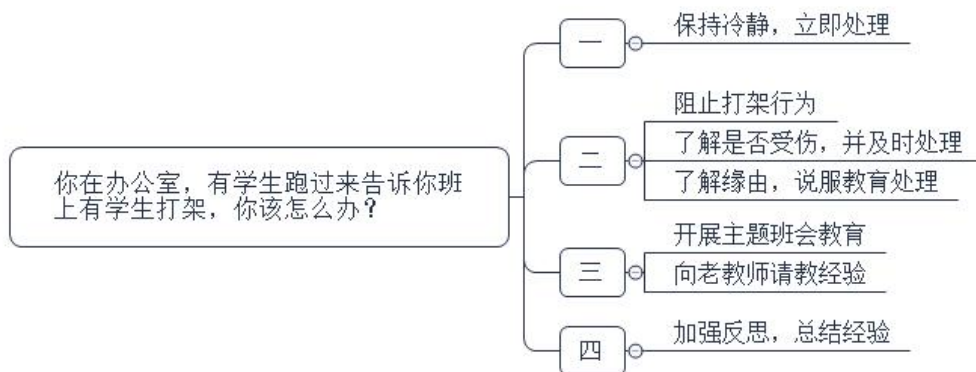 你在办公室，有学生跑过来告诉你班
上有学生打架，你该怎么办？
一
保持冷静，立即处理
二
阻止打架行为
了解是否受伤，并及时处理
了解缘由，说服教育处理
三
开展主题班会教育
向老教师请教经验
四
加强反思，总结经验